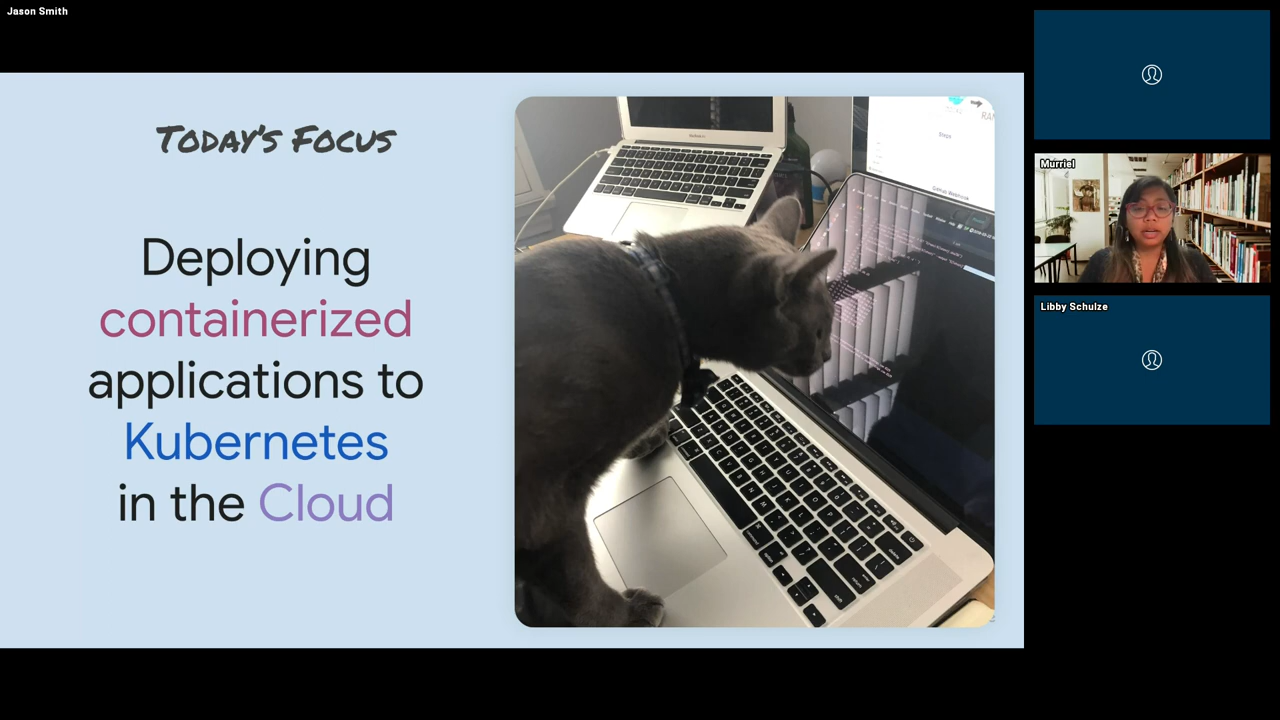 Jason Smith
TODAY'S FOCUS
Deploying
containerized
applications to
Kubernetes
in the Cloud
Murriel
Libby Schulze